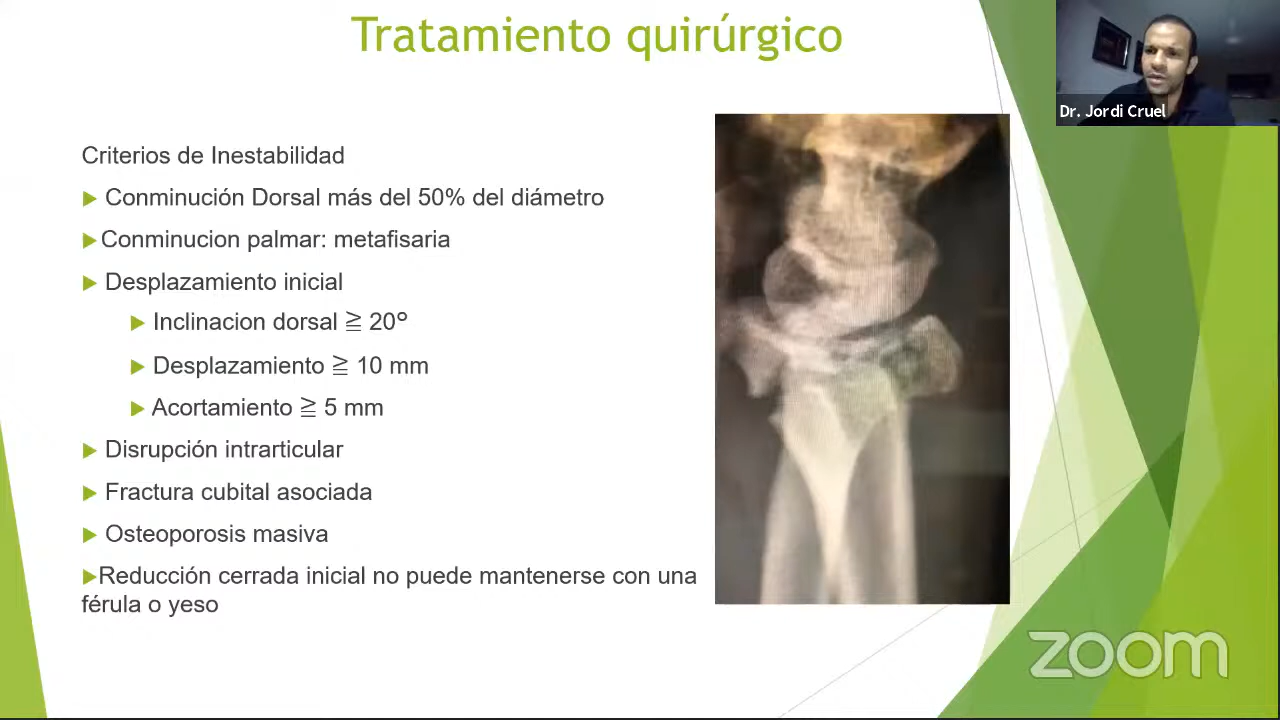 Tratamiento quirúrgico
Dr. Jordi Cruel
Criterios de Inestabilidad
Conminución Dorsal más del 50% del diámetro
Conminucion palmar: metafisaria
Desplazamiento inicial
Inclinacion dorsal ≧ 20°
Desplazamiento ≧ 10 mm
Acortamiento ≧ 5 mm
Disrupción intrarticular
Fractura cubital asociada
Osteoporosis masiva
Reducción cerrada inicial no puede mantenerse con una
férula o yeso
zoom